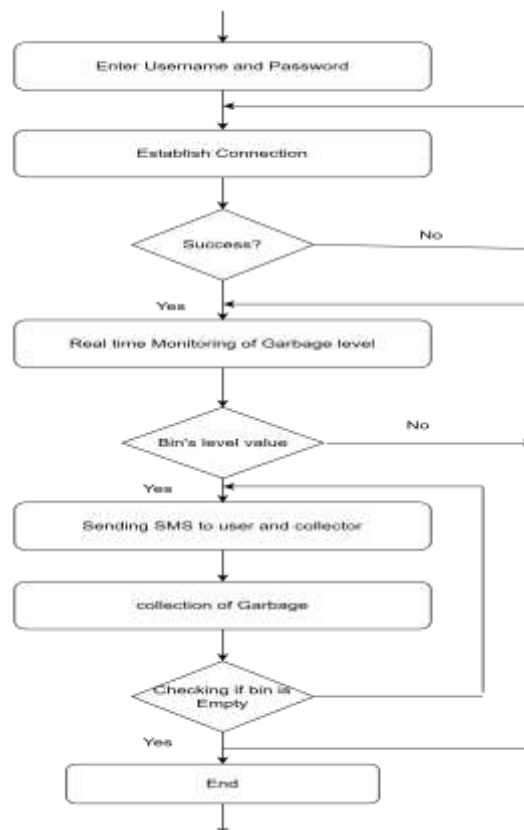 Enter Username and Password
Establish Connection
Success?
No
Yes
Real time Monitoring of Garbage level
Bin's level value
No
Yes
Sending SMS to user and collector
collection of Garbage
Checking if bin is
Empty
Yes
End